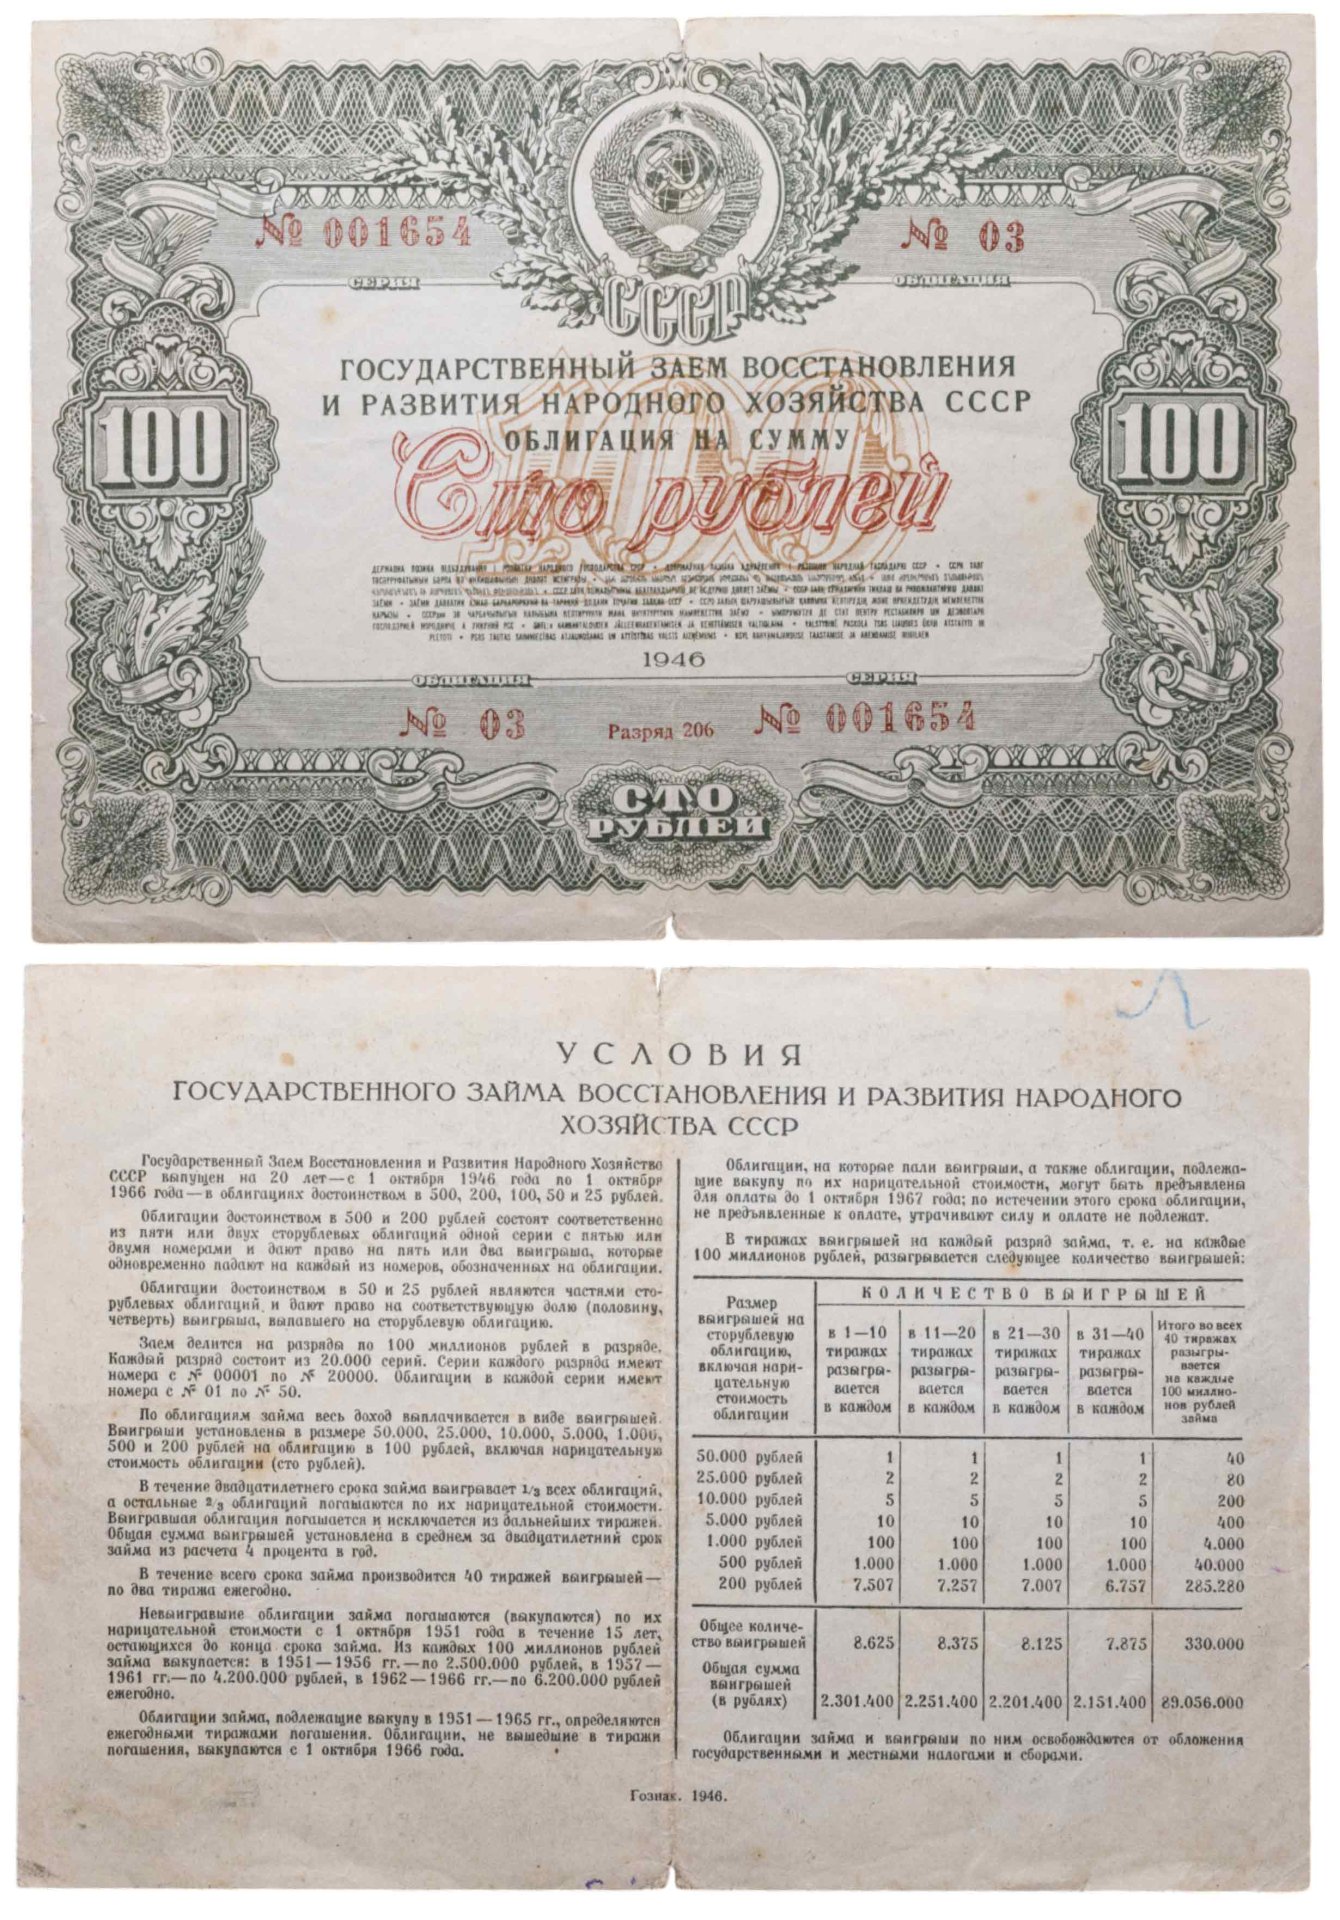 № 001654
№ 03
СЕРИЯ
ОБЛИГАЦИЯ
СССР
ГОСУДАРСТВЕННЫЙ ЗАЕМ ВОССТАНОВЛЕНИЯ
И РАЗВИТИЯ НАРОДНОГО ХОЗЯЙСТВА СССР
ОБЛИГАЦИЯ НА СУММУ
100
100
100
Сто рублей
1946
ОБЛИГАЦИЯ
СЕРИЯ
№ 03
Разряд 206
№ 001654
СТО
РУБЛЕЙ
УСЛОВИЯ
ГОСУДАРСТВЕННОГО ЗАЙМА ВОССТАНОВЛЕНИЯ И РАЗВИТИЯ НАРОДНОГО
ХОЗЯЙСТВА СССР
Государственный Заем Восстановления и Развития Народного Хозяйства
СССР выпущен на 20 лет—с 1 октября 1946 года по 1 октября
1966 года—в облигациях достоинством в 500, 200, 100, 50 и 25 рублей.
Облигации достоинством в 500 и 200 рублей состоят соответственно
из пяти или двух сторублевых облигаций одной серии с пятью или
двумя номерами и дают право на пять или два выигрыша, которые
одновременно падают на каждый из номеров, обозначенных на облигации.
Облигации достоинством в 50 и 25 рублей являются частями сто-
рублевых облигаций и дают право на соответствующую долю (половину,
четверть) выигрыша, выпавшего на сторублевую облигацию.
Заем делится на разряды по 100 миллионов рублей в разряде.
Каждый разряд состоит из 20.000 серий. Серии каждого разряда имеют
номера с № 00001 по № 20000. Облигации в каждой серии имеют
номера с № 01 по № 50.
По облигациям займа весь доход выплачивается в виде выигрышей.
Выигрыши установлены в размере 50.000, 25.000, 10.000, 5.000, 1.000,
500 и 200 рублей на облигацию в 100 рублей, включая нарицательную
стоимость облигации (сто рублей).
В течение двадцатилетнего срока займа выигрывает 1/3 всех облигаций,
а остальные 2/3 облигаций погашаются по их нарицательной стоимости.
Выигравшая облигация погашается и исключается из дальнейших тиражей.
Общая сумма выигрышей установлена в среднем за двадцатилетний срок
займа из расчета 4 процента в год.
В течение всего срока займа производится 40 тиражей выигрышей—
по два тиража ежегодно.
Невыигравшие облигации займа погашаются (выкупаются) по их
нарицательной стоимости с 1 октября 1951 года в течение 15 лет,
остающихся до конца срока займа. Из каждых 100 миллионов рублей
займа выкупается: в 1951—1956 гг.—по 2.500.000 рублей, в 1957—
1961 гг.—по 4.200.000 рублей, в 1962—1966 гг.—по 6.200.000 рублей
ежегодно.
Облигации займа, подлежащие выкупу в 1951—1965 гг., определяются
ежегодными тиражами погашения. Облигации, не вышедшие в тиражи
погашения, выкупаются с 1 октября 1966 года.
Облигации, на которые пали выигрыши, а также облигации, подлежа-
щие выкупу по их нарицательной стоимости, могут быть предъявлены
для оплаты до 1 октября 1967 года; по истечении этого срока облигации,
не предъявленные к оплате, утрачивают силу и оплате не подлежат.
В тиражах выигрышей на каждый разряд займа, т. е. на каждые
100 миллионов рублей, разыгрывается следующее количество выигрышей:
Размер
выигрышей на
сторублевую
облигацию,
включая нари-
цательную
стоимость
облигации
КОЛИЧЕСТВО ВЫИГРЫШЕЙ
в 1—10
тиражах
разыгры-
вается
в каждом
в 11—20
тиражах
разыгры-
вается
в каждом
в 21—30
тиражах
разыгры-
вается
в каждом
в 31—40
тиражах
разыгры-
вается
в каждом
Итого во всех
40 тиражах
разыгры-
вается
на каждые
100 миллио-
нов рублей
займа
50.000 рублей 1 1 1 1 40
25.000 рублей 2 2 2 2 80
10.000 рублей 5 5 5 5 200
5.000 рублей 10 10 10 10 400
1.000 рублей 100 100 100 100 4.000
500 рублей 1.000 1.000 1.000 1.000 40.000
200 рублей 7.507 7.257 7.007 6.757 285.280
Общее количе-
ство выигрышей 8.625 8.375 8.125 7.875 330.000
Общая сумма
выигрышей
(в рублях) 2.301.400 2.251.400 2.201.400 2.151.400 89.056.000
Облигации займа и выигрыши по ним освобождаются от обложения
государственными и местными налогами и сборами.
Гознак. 1946.